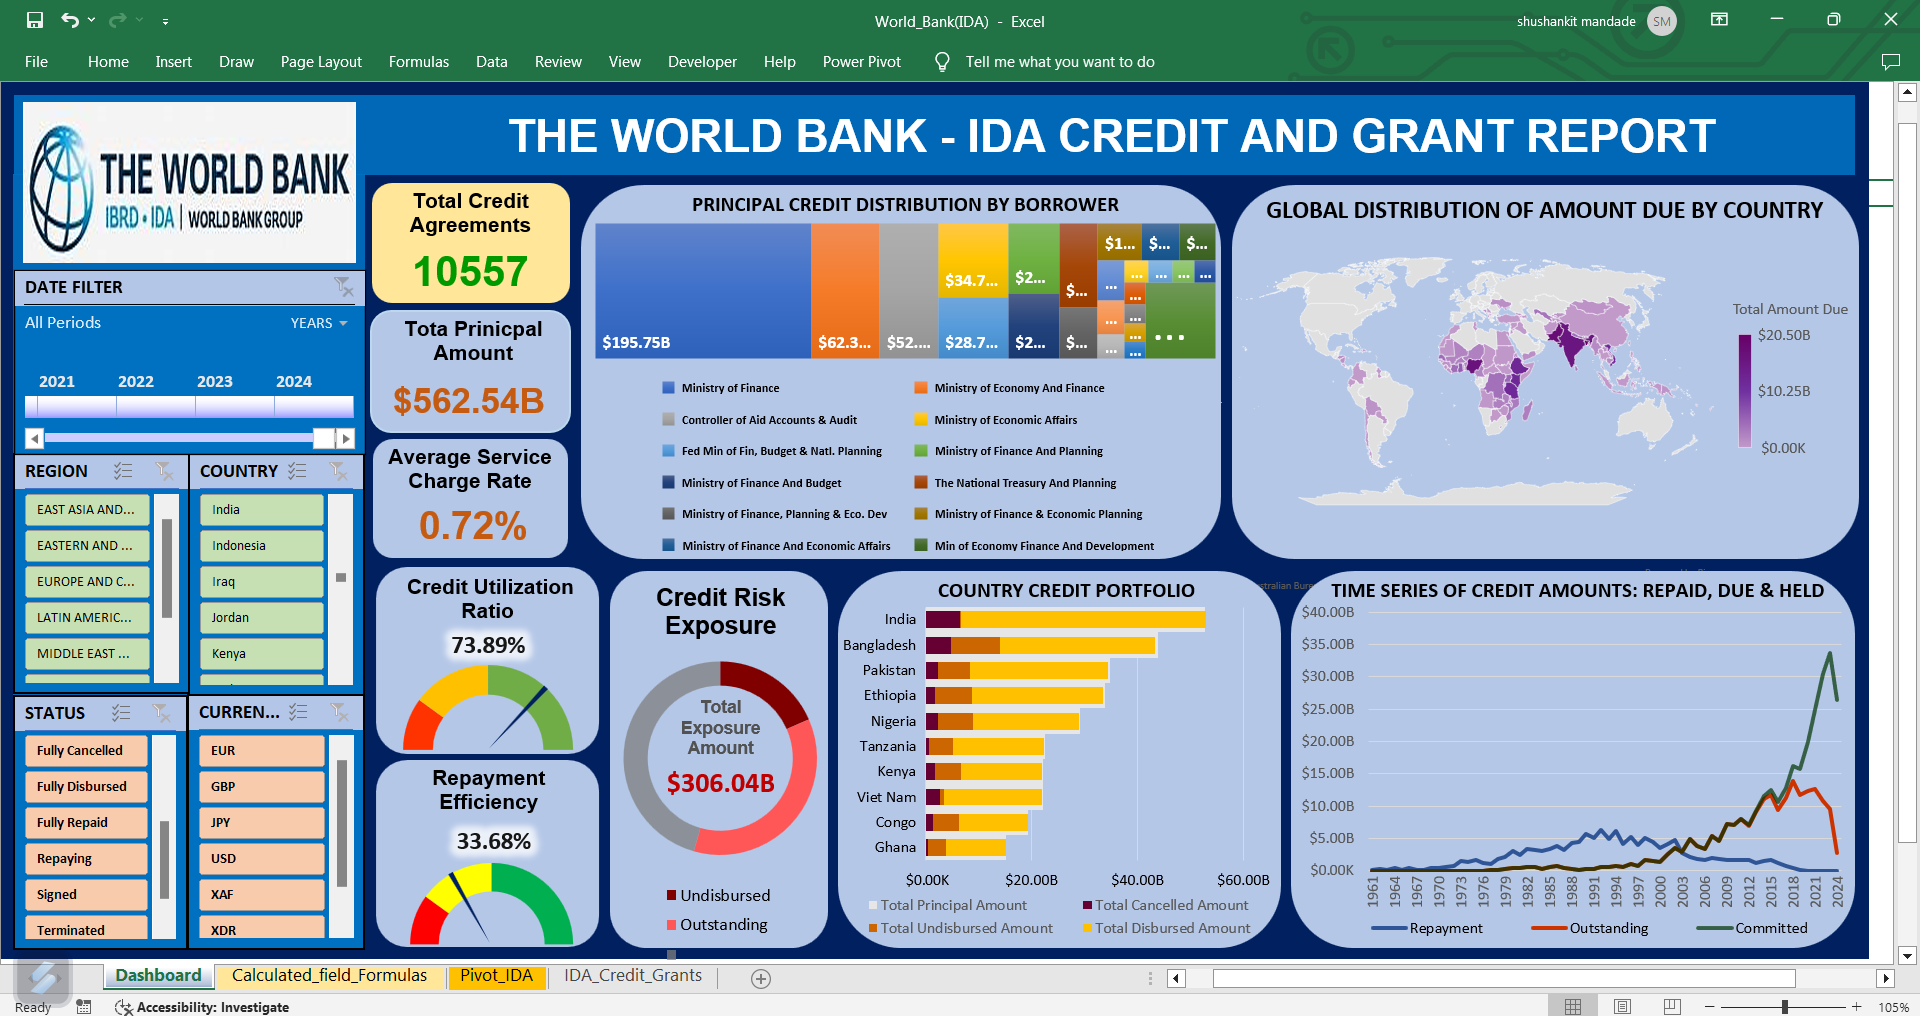 World_Bank(IDA) - Excel
shushankit mandade
SM
File
Home
Insert
Draw
Page Layout
Formulas
Data
Review
View
Developer
Help
Power Pivot
Tell me what you want to do
THE WORLD BANK
IBRD • IDA | WORLD BANK GROUP
THE WORLD BANK - IDA CREDIT AND GRANT REPORT
DATE FILTER
All Periods
YEARS
2021
2022
2023
2024
REGION
EAST ASIA AND...
EASTERN AND ...
EUROPE AND C...
LATIN AMERIC...
MIDDLE EAST ...
COUNTRY
India
Indonesia
Iraq
Jordan
Kenya
STATUS
Fully Cancelled
Fully Disbursed
Fully Repaid
Repaying
Signed
Terminated
CURREN...
EUR
GBP
JPY
USD
XAF
XDR
Total Credit
Agreements
10557
Tota Prinicpal
Amount
$562.54B
Average Service
Charge Rate
0.72%
PRINCIPAL CREDIT DISTRIBUTION BY BORROWER
$195.75B
$62.3...
$52....
$34.7...
$28.7...
$2...
$2...
$...
$...
$1...
$...
$...
...
...
...
...
...
...
...
...
...
...
...
...
...
Ministry of Finance
Ministry of Economy And Finance
Controller of Aid Accounts & Audit
Ministry of Economic Affairs
Fed Min of Fin, Budget & Natl. Planning
Ministry of Finance And Planning
Ministry of Finance And Budget
The National Treasury And Planning
Ministry of Finance, Planning & Eco. Dev
Ministry of Finance & Economic Planning
Ministry of Finance And Economic Affairs
Min of Economy Finance And Development
GLOBAL DISTRIBUTION OF AMOUNT DUE BY COUNTRY
Total Amount Due
$20.50B
$10.25B
$0.00K
Credit Utilization
Ratio
73.89%
Repayment
Efficiency
33.68%
Credit Risk
Exposure
Total
Exposure
Amount
$306.04B
Undisbursed
Outstanding
COUNTRY CREDIT PORTFOLIO
India
Bangladesh
Pakistan
Ethiopia
Nigeria
Tanzania
Kenya
Viet Nam
Congo
Ghana
$0.00K
$20.00B
$40.00B
$60.00B
Total Principal Amount
Total Cancelled Amount
Total Undisbursed Amount
Total Disbursed Amount
stralian Bure
TIME SERIES OF CREDIT AMOUNTS: REPAID, DUE & HELD
$40.00B
$35.00B
$30.00B
$25.00B
$20.00B
$15.00B
$10.00B
$5.00B
$0.00K
1961
1964
1967
1970
1973
1976
1979
1982
1985
1988
1991
1994
1997
2000
2003
2006
2009
2012
2015
2018
2021
2024
Repayment
Outstanding
Committed
Dashboard
Calculated_field_Formulas
Pivot_IDA
IDA_Credit_Grants
Ready
Accessibility: Investigate
105%